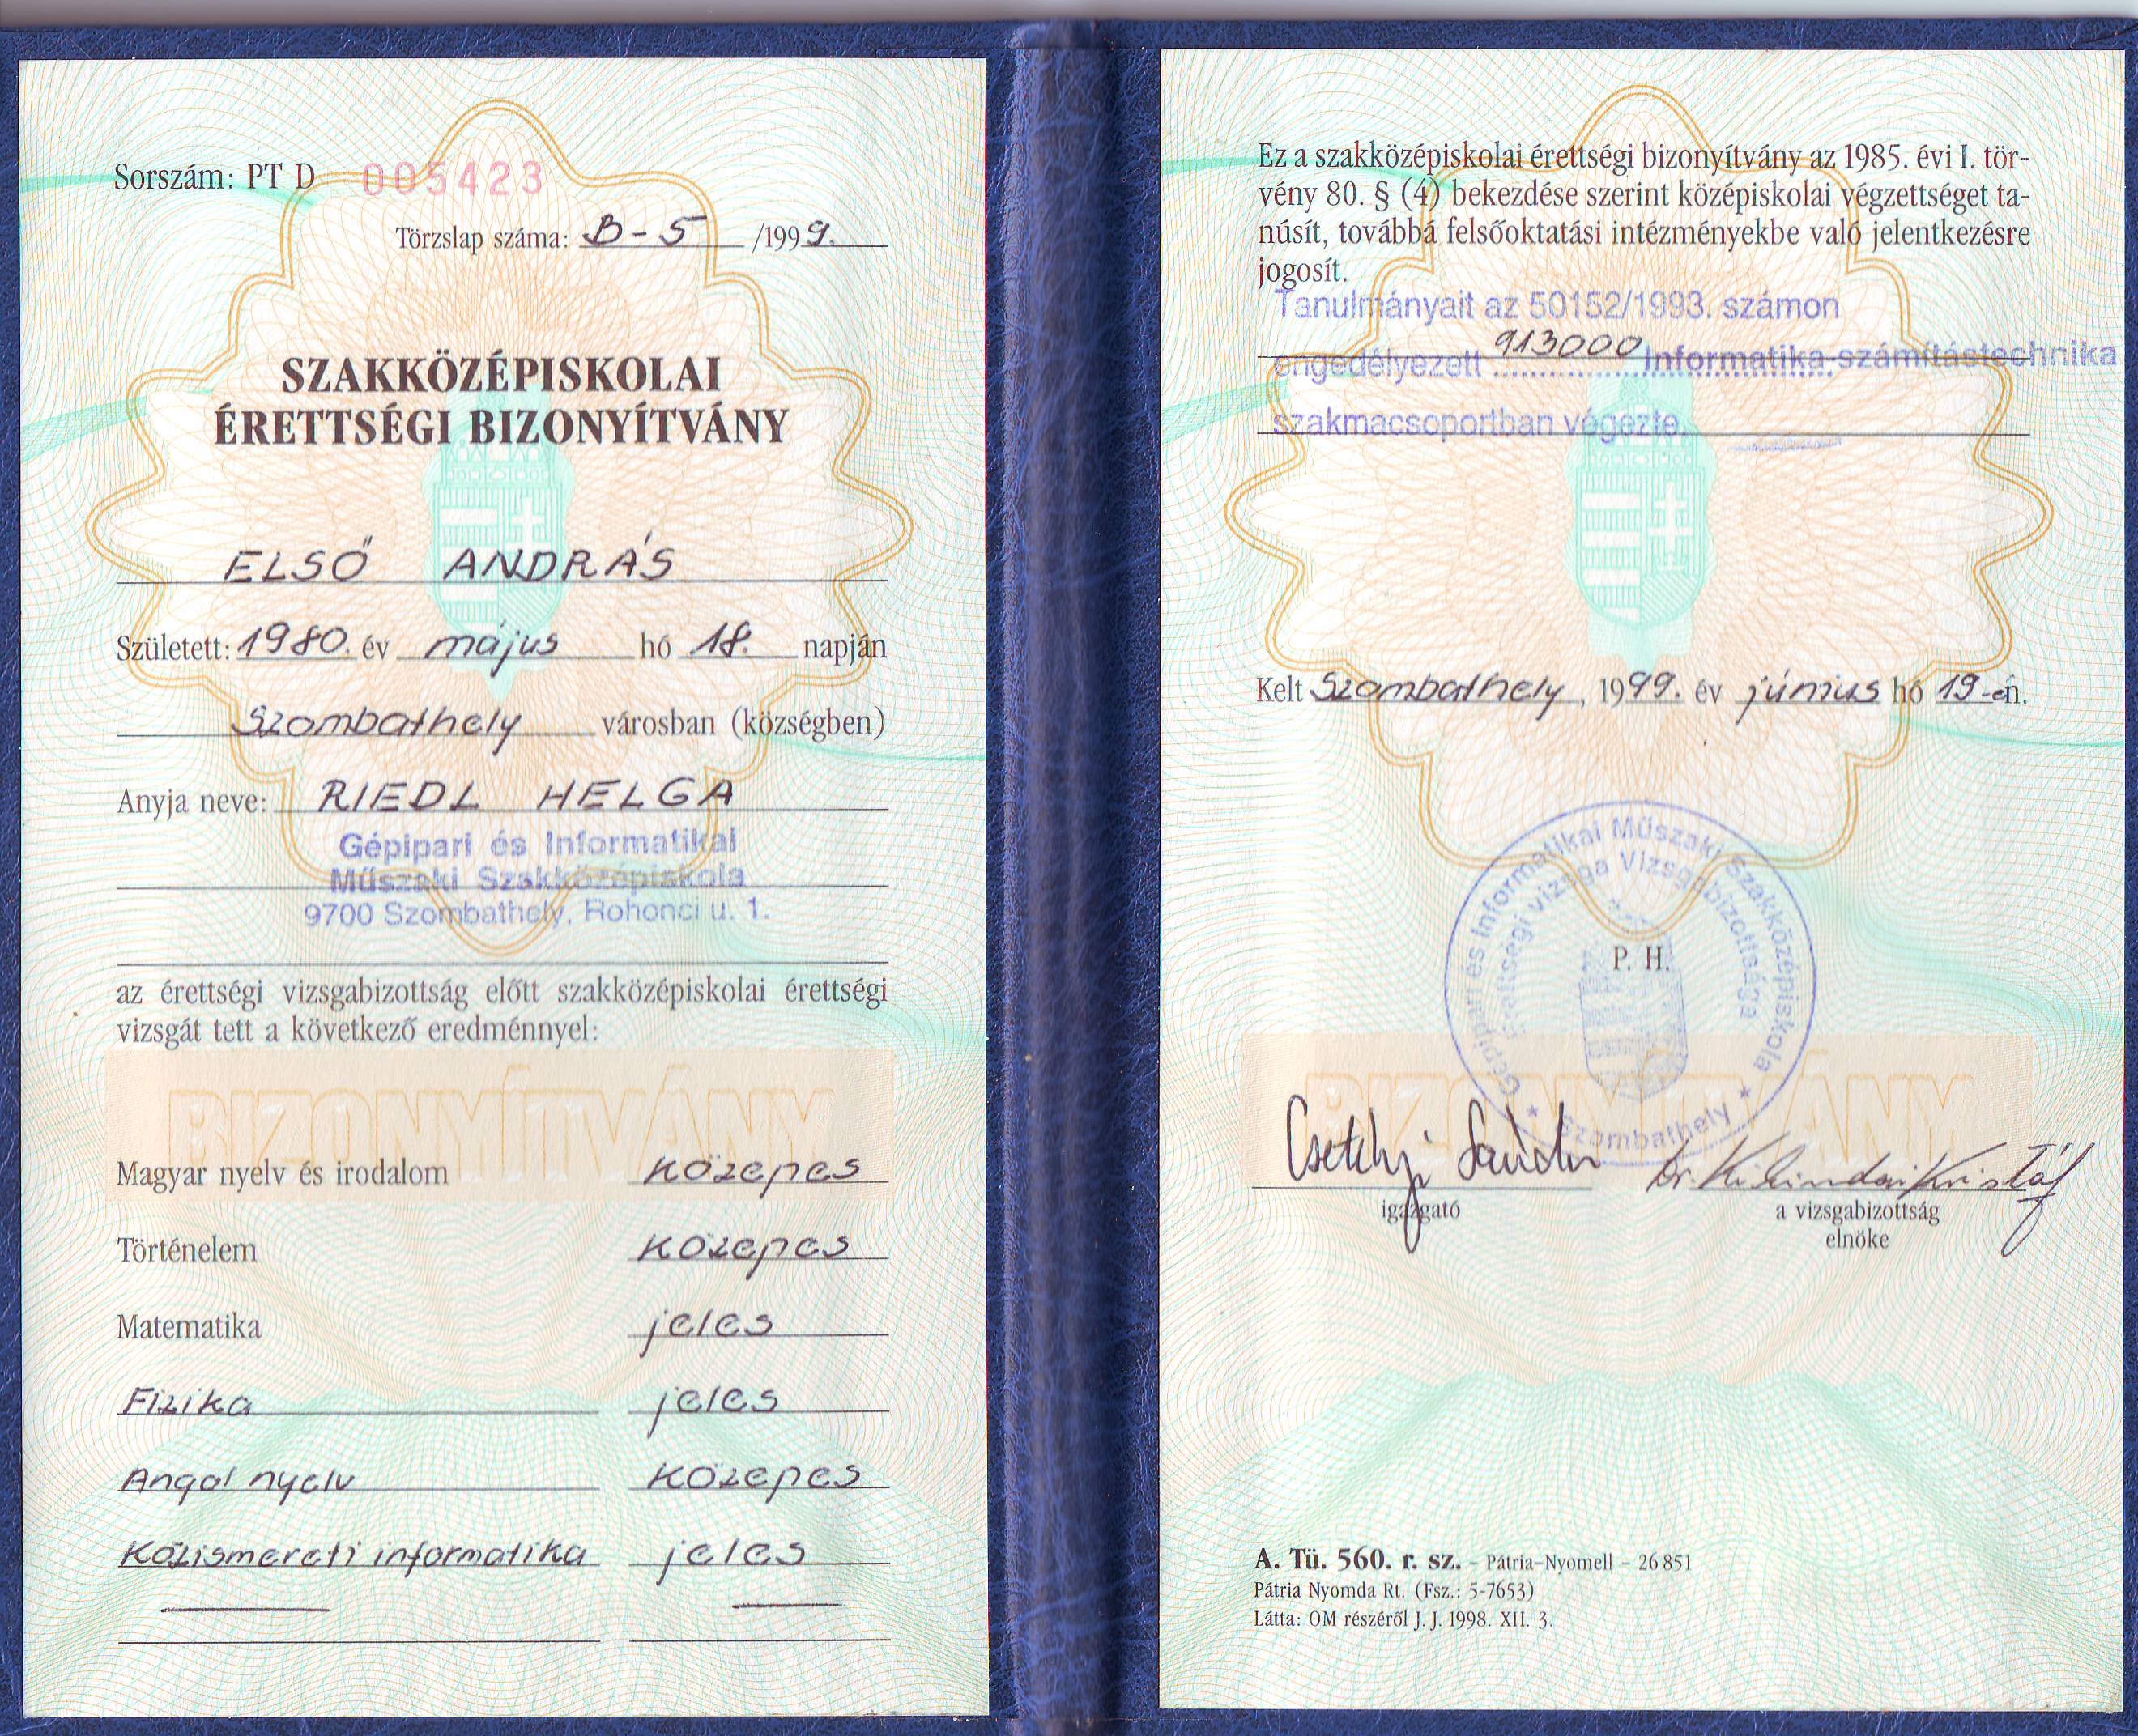 Sorszám: PT D 005423
Törzslap száma: B-5 /1999.
SZAKKÖZÉPISKOLAI
ÉRETTSÉGI BIZONYÍTVÁNY
ELSŐ ANDRÁS
Született: 1980. év május hó 18. napján
Szombathely városban (községben)
Anyja neve: RIEDL HELGA
Gépipari és Informatikai
Műszaki Szakközépiskola
9700 Szombathely, Rohonci u. 1.
az érettségi vizsgabizottság előtt szakközépiskolai érettségi
vizsgát tett a következő eredménnyel:
BIZONYÍTVÁNY
Magyar nyelv és irodalom közepes
Történelem közepes
Matematika jeles
Fizika jeles
Angol nyelv közepes
Közismereti informatika jeles
Ez a szakközépiskolai érettségi bizonyítvány az 1985. évi I. tör-
vény 80. § (4) bekezdése szerint középiskolai végzettséget ta-
núsít, továbbá felsőoktatási intézményekbe való jelentkezésre
jogosít.
Tanulmányait az 50152/1993. számon
engedélyezett 913000 Informatika-számítástechnika
szakmacsoportban végezte.
Kelt Szombathely, 1999. év június hó 19-én.
Gépipari és Informatikai Műszaki Szakközépiskola * Szombathely *
Érettségi vizsga Vizsgabizottsága
P. H.
BIZONYÍTVÁNY
Csetelyi Sándor
igazgató
a vizsgabizottság
elnöke
A. Tü. 560. r. sz. – Pátria–Nyomell – 26 851
Pátria Nyomda Rt. (Fsz.: 5-7653)
Látta: OM részéről J. J. 1998. XII. 3.